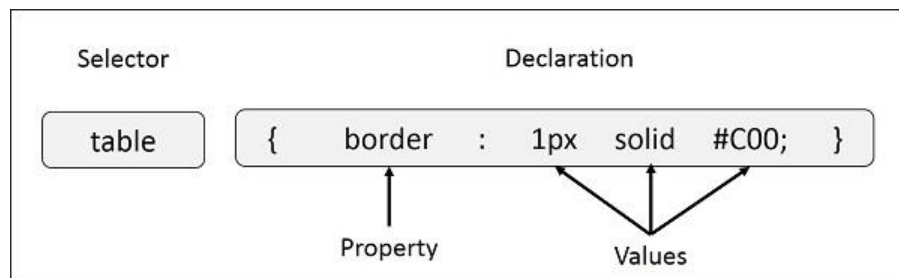 Selector Declaration
table { border : 1px solid #C00; }
Property Values